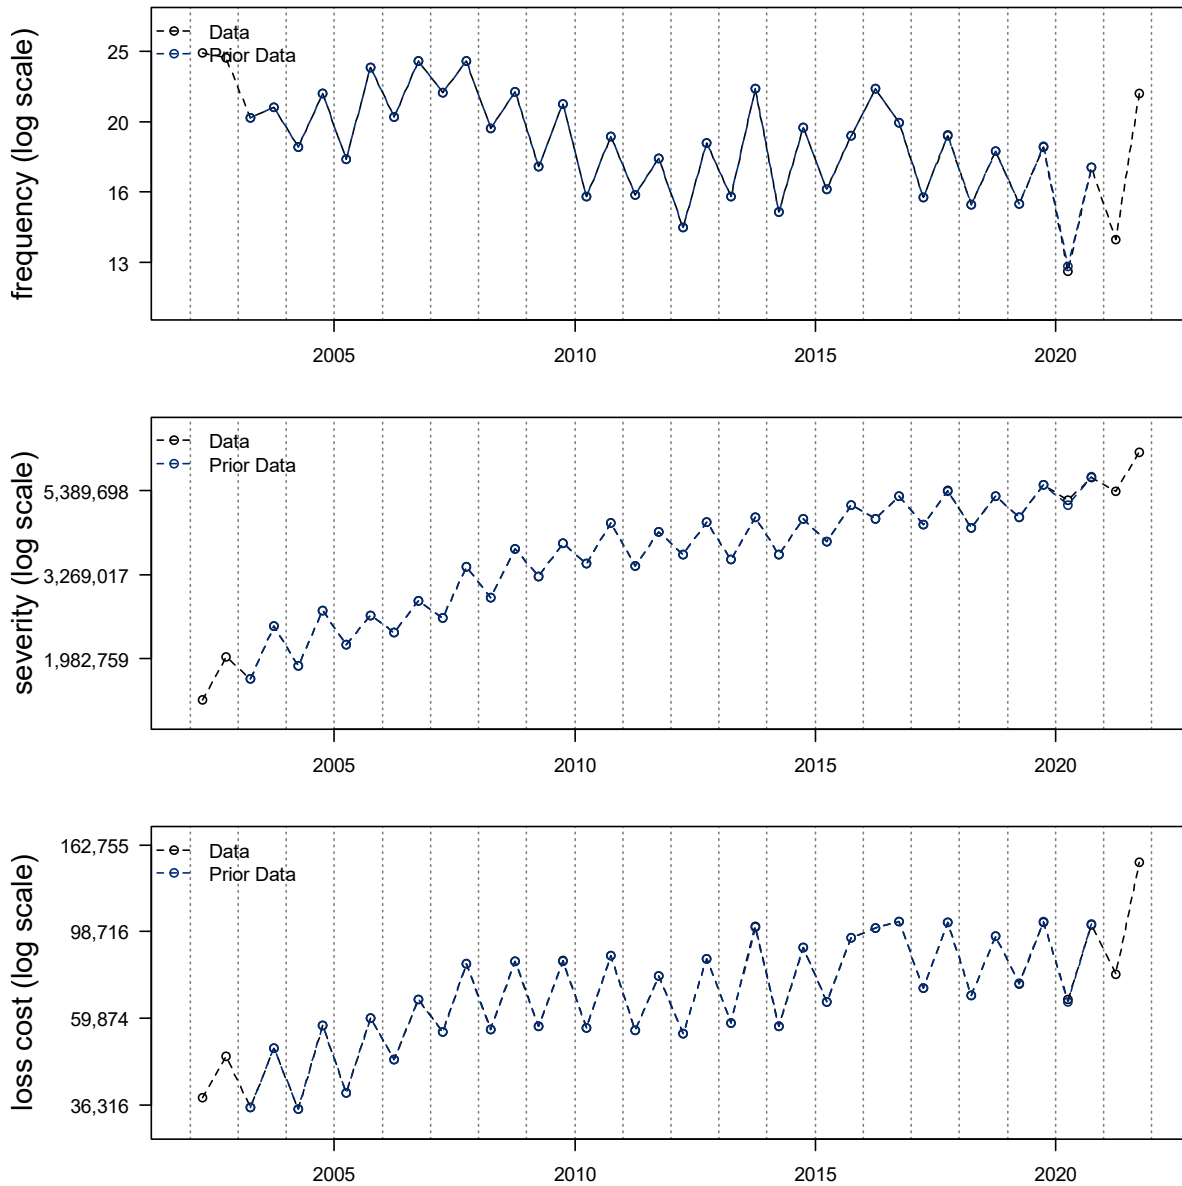 frequency (log scale)
Data
Prior Data
25
20
16
13
2005 2010 2015 2020
severity (log scale)
Data
Prior Data
5,389,698
3,269,017
1,982,759
2005 2010 2015 2020
loss cost (log scale)
Data
Prior Data
162,755
98,716
59,874
36,316
2005 2010 2015 2020